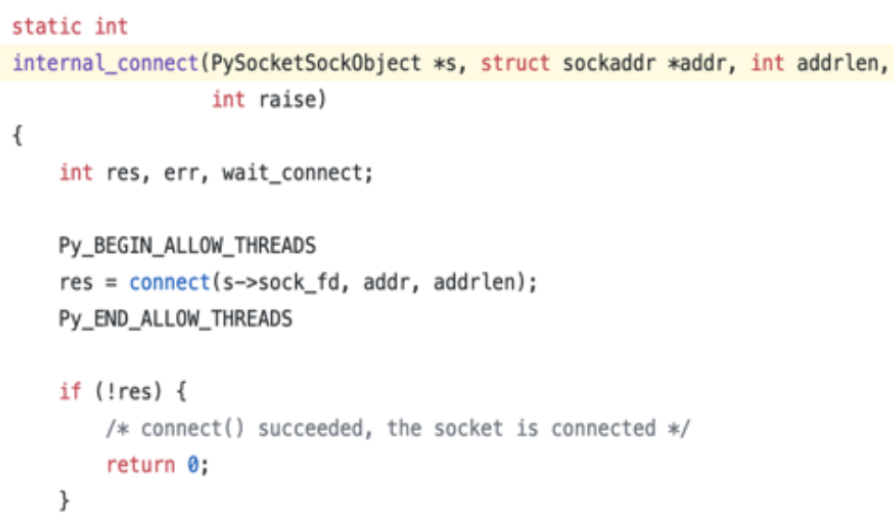 static int
internal_connect(PySocketSockObject *s, struct sockaddr *addr, int addrlen,
                 int raise)
{
    int res, err, wait_connect;

    Py_BEGIN_ALLOW_THREADS
    res = connect(s->sock_fd, addr, addrlen);
    Py_END_ALLOW_THREADS

    if (!res) {
        /* connect() succeeded, the socket is connected */
        return 0;
    }